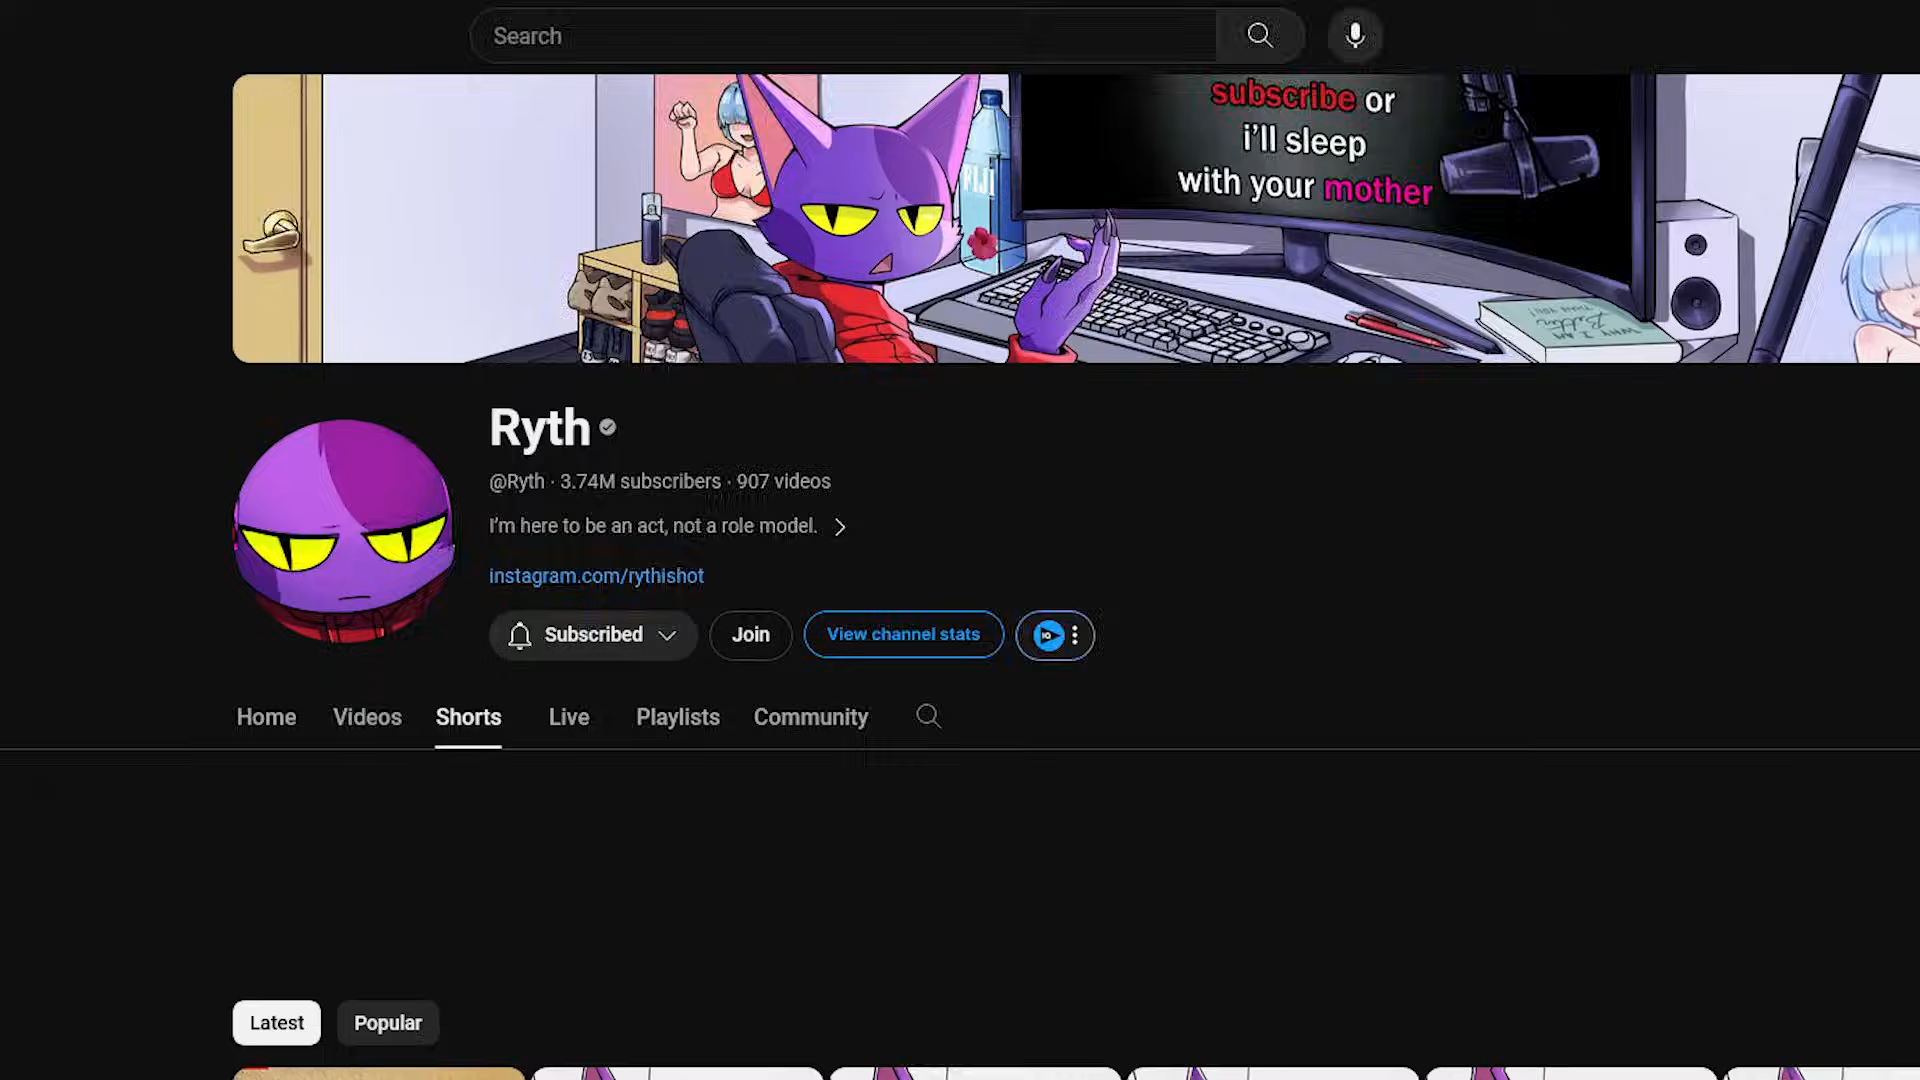 Search
subscribe or
i'll sleep
with your mother
FIJI
Ryth
@Ryth · 3.74M subscribers · 907 videos
I'm here to be an act, not a role model.
instagram.com/rythishot
Subscribed
Join
View channel stats
IQ
Home
Videos
Shorts
Live
Playlists
Community
Latest
Popular